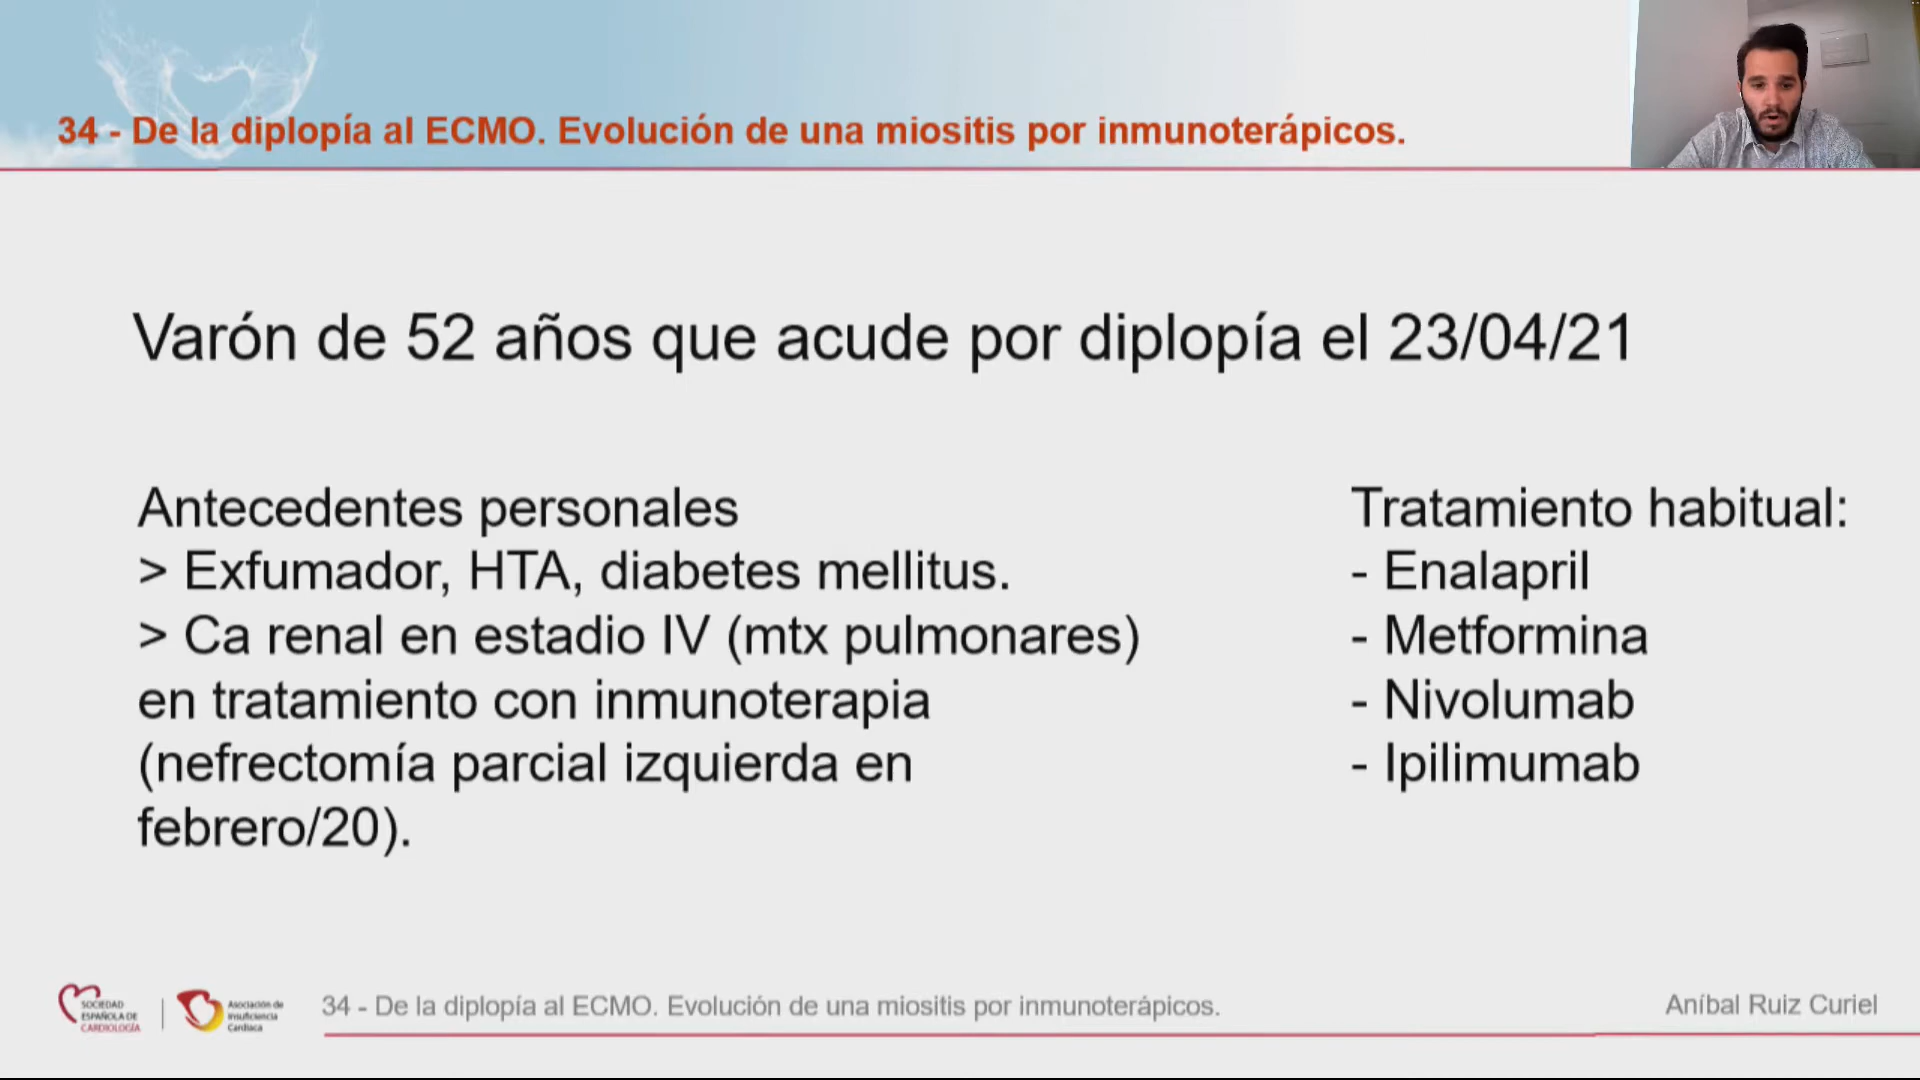 34 - De la diplopía al ECMO. Evolución de una miositis por inmunoterápicos.
Varón de 52 años que acude por diplopía el 23/04/21
Antecedentes personales
> Exfumador, HTA, diabetes mellitus.
> Ca renal en estadio IV (mtx pulmonares)
en tratamiento con inmunoterapia
(nefrectomía parcial izquierda en
febrero/20).
Tratamiento habitual:
- Enalapril
- Metformina
- Nivolumab
- Ipilimumab
SOCIEDAD
ESPAÑOLA DE
CARDIOLOGÍA
Asociación de
Insuficiencia
Cardiaca
34 - De la diplopía al ECMO. Evolución de una miositis por inmunoterápicos.
Aníbal Ruiz Curiel